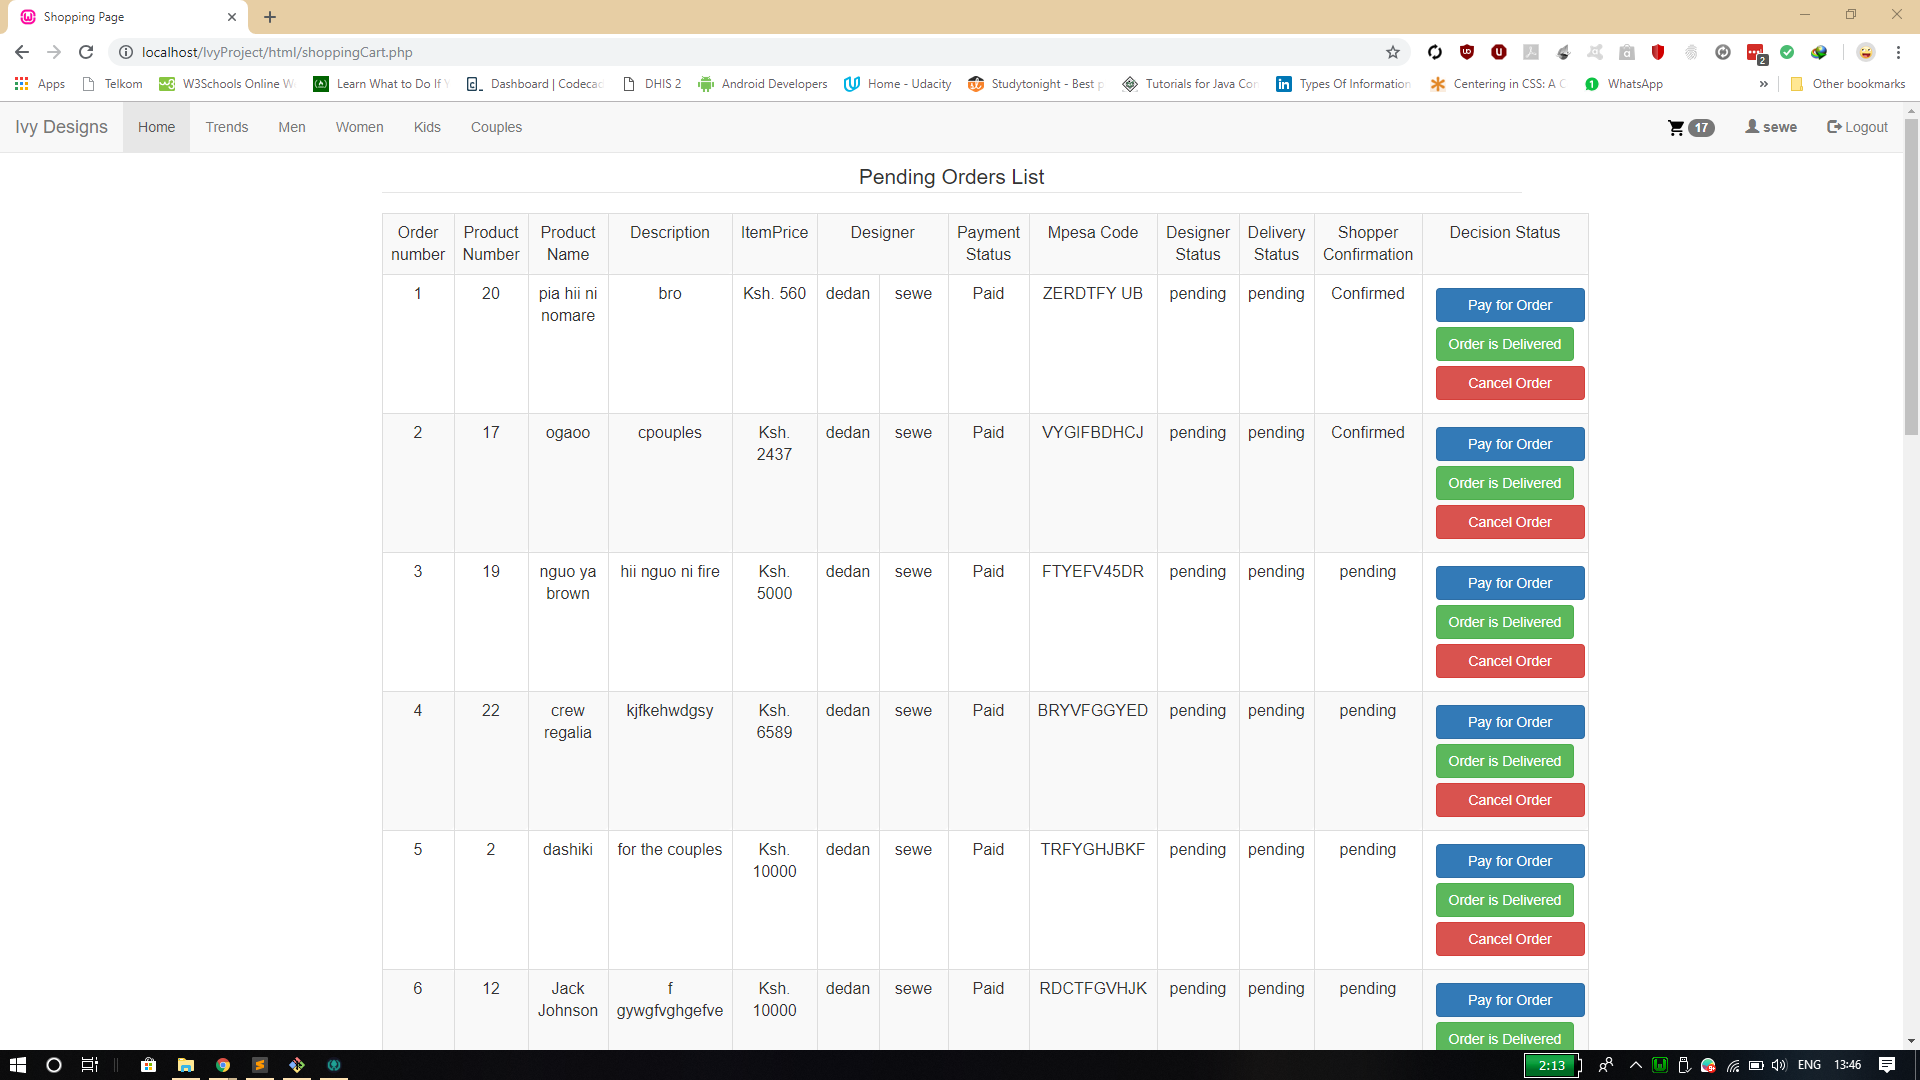 Shopping Page
localhost/IvyProject/html/shoppingCart.php
2
Apps Telkom W3Schools Online W Learn What to Do If Dashboard | Codecac DHIS 2 Android Developers Home - Udacity Studytonight - Best p Tutorials for Java Con Types Of Information Centering in CSS: A C WhatsApp » Other bookmarks
Ivy Designs Home Trends Men Women Kids Couples 17 sewe Logout
Pending Orders List
Order number Product Number Product Name Description ItemPrice Designer Payment Status Mpesa Code Designer Status Delivery Status Shopper Confirmation Decision Status
1 20 pia hii ni nomare bro Ksh. 560 dedan sewe Paid ZERDTFY UB pending pending Confirmed
Pay for Order
Order is Delivered
Cancel Order
2 17 ogaoo cpouples Ksh. 2437 dedan sewe Paid VYGIFBDHCJ pending pending Confirmed
Pay for Order
Order is Delivered
Cancel Order
3 19 nguo ya brown hii nguo ni fire Ksh. 5000 dedan sewe Paid FTYEFV45DR pending pending pending
Pay for Order
Order is Delivered
Cancel Order
4 22 crew regalia kjfkehwdgsy Ksh. 6589 dedan sewe Paid BRYVFGGYED pending pending pending
Pay for Order
Order is Delivered
Cancel Order
5 2 dashiki for the couples Ksh. 10000 dedan sewe Paid TRFYGHJBKF pending pending pending
Pay for Order
Order is Delivered
Cancel Order
6 12 Jack Johnson f gywgfvghgefve Ksh. 10000 dedan sewe Paid RDCTFGVHJK pending pending pending
Pay for Order
Order is Delivered
2:13 ENG 13:46